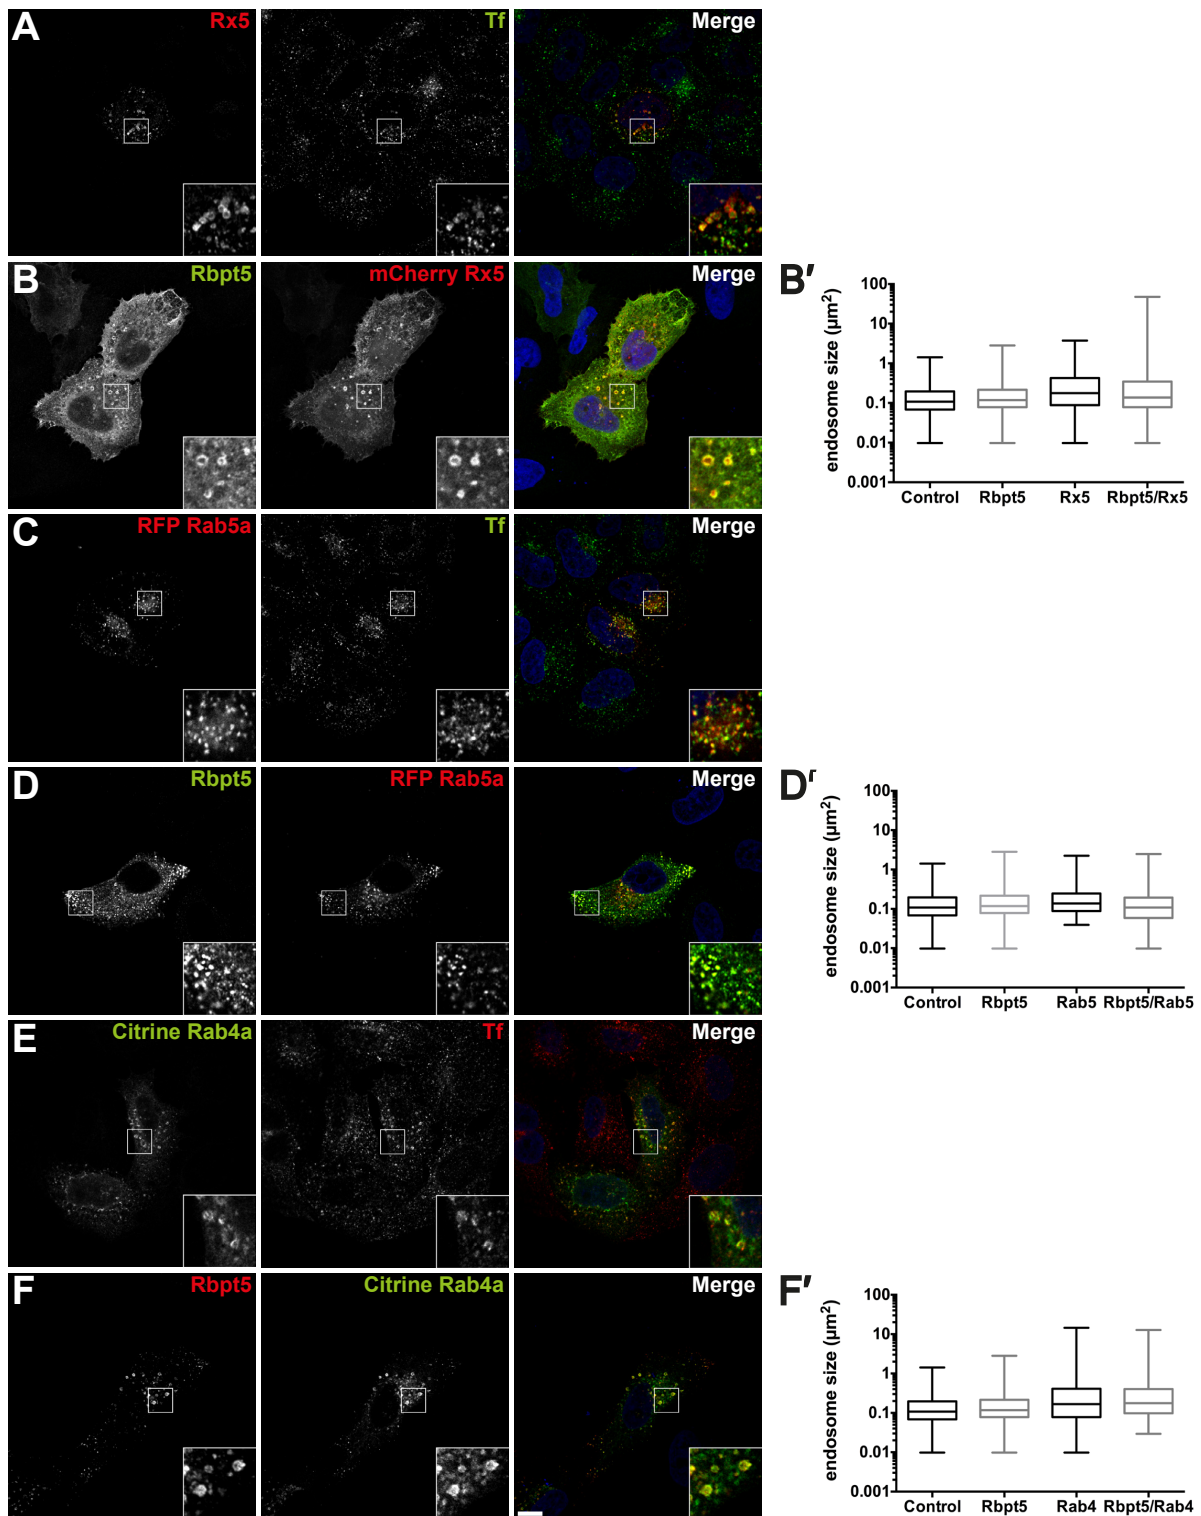 A Rx5 Tf Merge
B Rbpt5 mCherry Rx5 Merge
B′
endosome size (µm²)
100
10
1
0.1
0.01
0.001
Control Rbpt5 Rx5 Rbpt5/Rx5
C RFP Rab5a Tf Merge
D Rbpt5 RFP Rab5a Merge
D′
endosome size (µm²)
100
10
1
0.1
0.01
0.001
Control Rbpt5 Rab5 Rbpt5/Rab5
E Citrine Rab4a Tf Merge
F Rbpt5 Citrine Rab4a Merge
F′
endosome size (µm²)
100
10
1
0.1
0.01
0.001
Control Rbpt5 Rab4 Rbpt5/Rab4